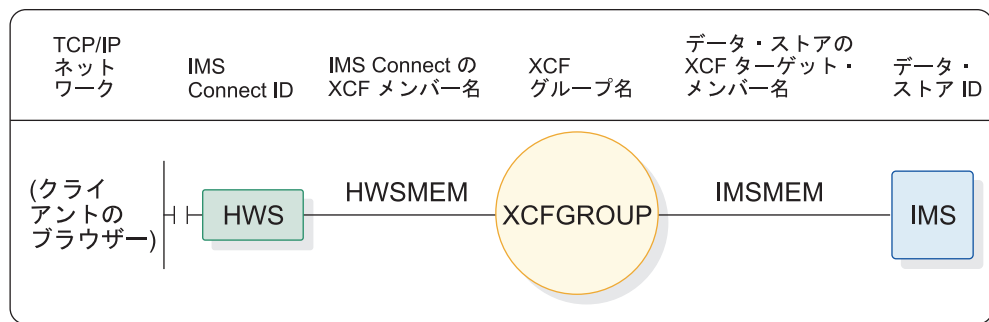 TCP/IP
ネット
ワーク
IMS
Connect ID
IMS Connect の
XCF メンバー名
XCF
グループ名
データ・ストアの
XCF ターゲット・
メンバー名
データ・
ストア ID
(クライ
アントの
ブラウザー)
HWS
HWSMEM
XCFGROUP
IMSMEM
IMS